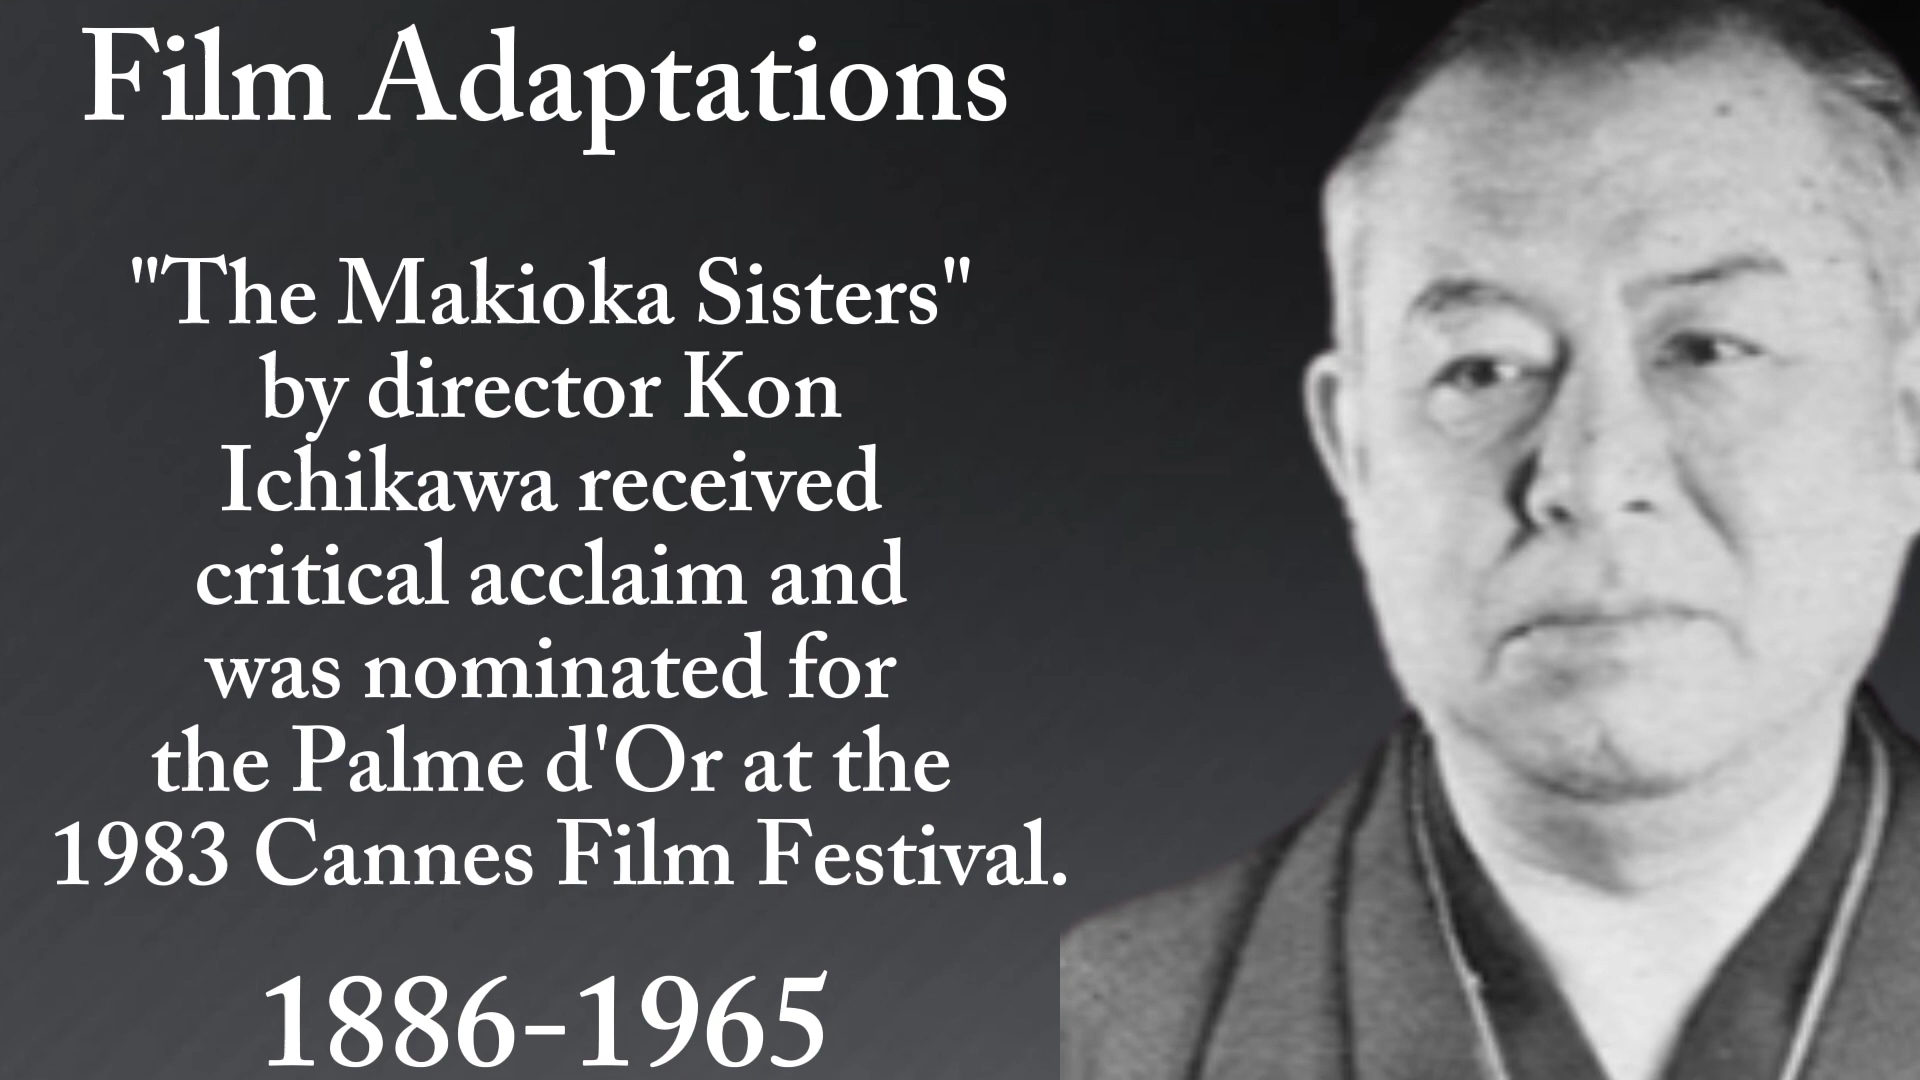 Film Adaptations
"The Makioka Sisters"
by director Kon
Ichikawa received
critical acclaim and
was nominated for
the Palme d'Or at the
1983 Cannes Film Festival.
1886-1965